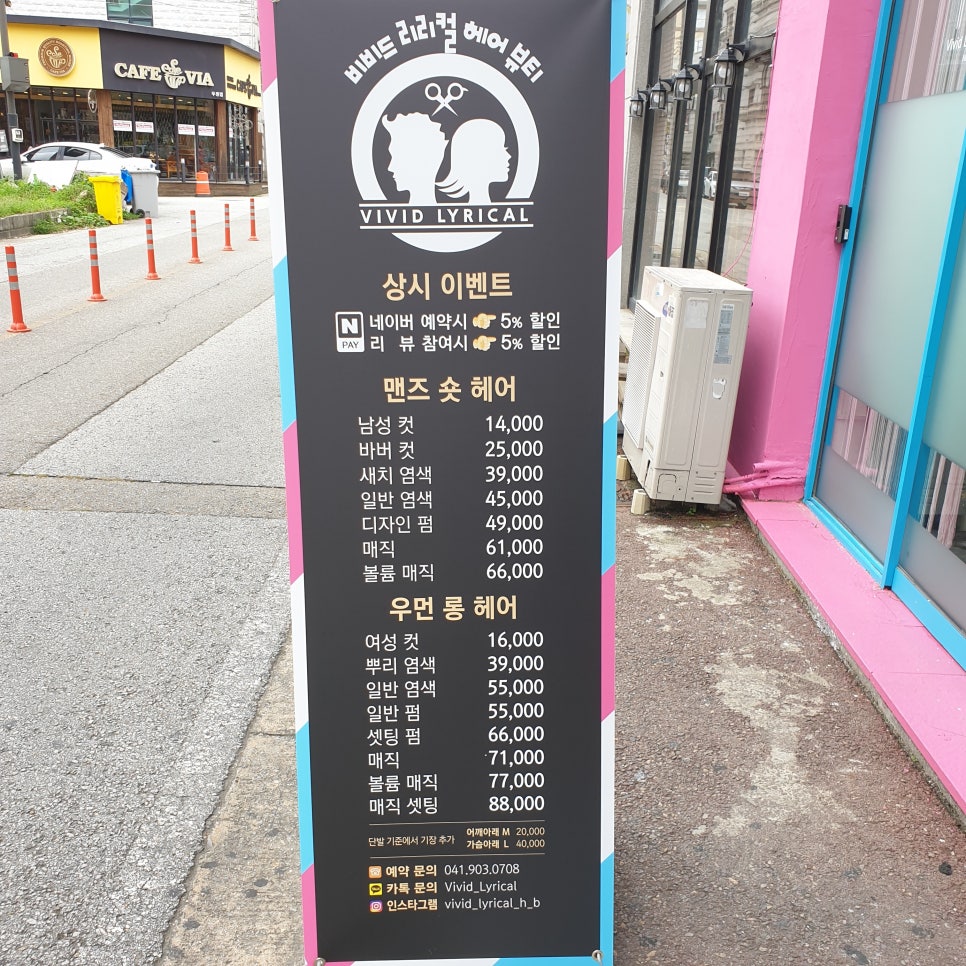 CAFE VIA
비비드 리리컬 헤어 뷰티
VIVID LYRICAL
상시 이벤트
N PAY
네이버 예약시 👉 5% 할인
리 뷰 참여시 👉 5% 할인
맨즈 숏 헤어
남성 컷 14,000
바버 컷 25,000
새치 염색 39,000
일반 염색 45,000
디자인 펌 49,000
매직 61,000
볼륨 매직 66,000
우먼 롱 헤어
여성 컷 16,000
뿌리 염색 39,000
일반 염색 55,000
일반 펌 55,000
셋팅 펌 66,000
매직 71,000
볼륨 매직 77,000
매직 셋팅 88,000
단발 기준에서 기장 추가
어깨아래 M 20,000
가슴아래 L 40,000
예약 문의 041.903.0708
카톡 문의 Vivid_Lyrical
인스타그램 vivid_lyrical_h_b